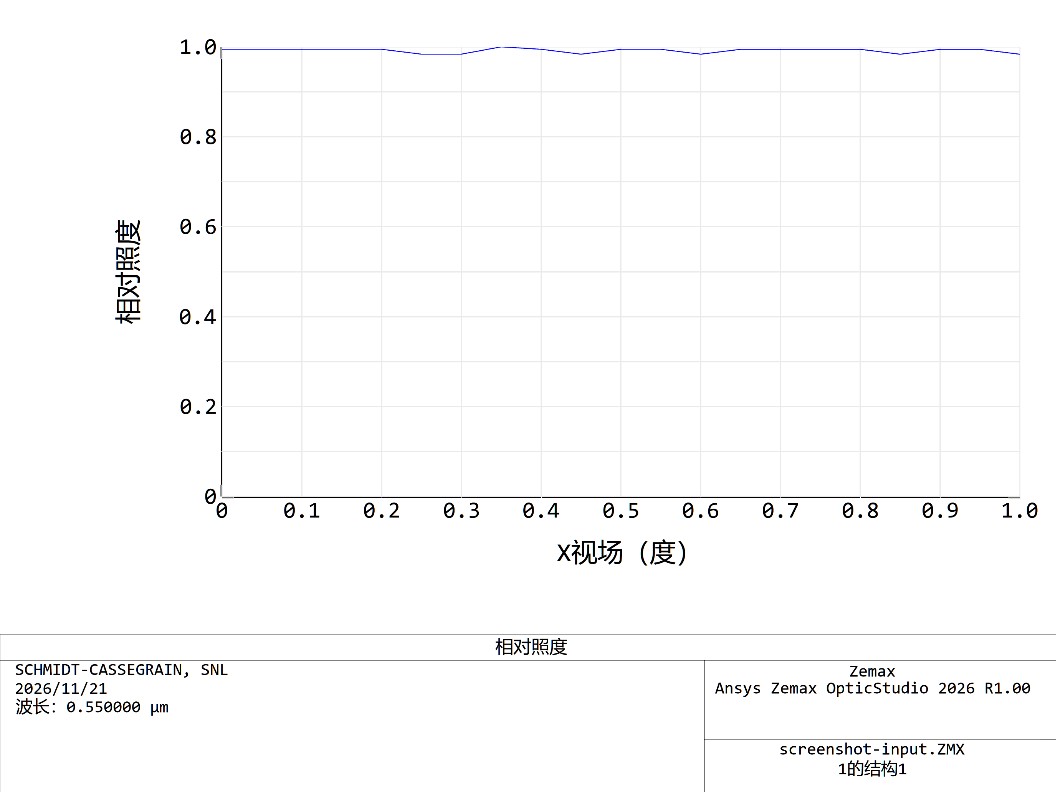 1.0
0.8
0.6
0.4
0.2
0
相对照度
0 0.1 0.2 0.3 0.4 0.5 0.6 0.7 0.8 0.9 1.0
X视场（度）
相对照度
SCHMIDT-CASSEGRAIN, SNL
2026/11/21
波长: 0.550000 µm
Zemax
Ansys Zemax OpticStudio 2026 R1.00
screenshot-input.ZMX
1的结构1